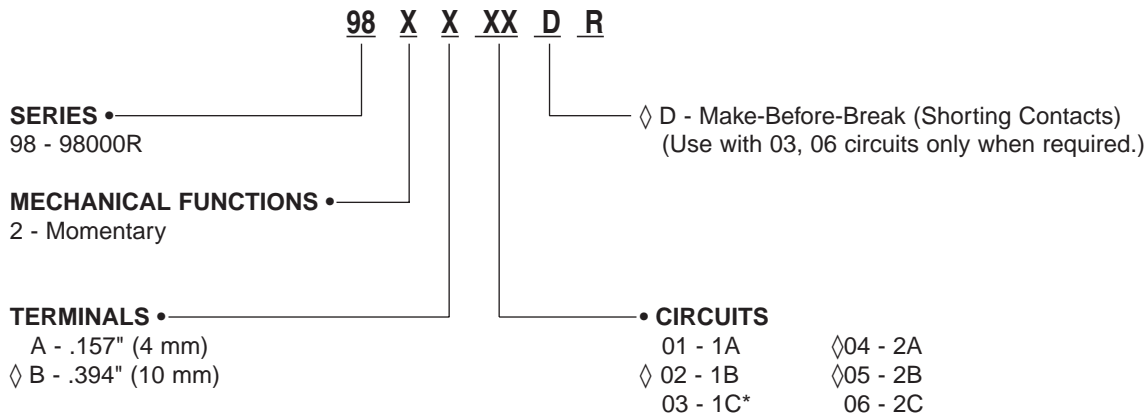 98 X X XX D R
SERIES •
98 - 98000R
◊ D - Make-Before-Break (Shorting Contacts)
(Use with 03, 06 circuits only when required.)
MECHANICAL FUNCTIONS •
2 - Momentary
TERMINALS •
A - .157" (4 mm)
◊ B - .394" (10 mm)
• CIRCUITS
01 - 1A ◊04 - 2A
◊ 02 - 1B ◊05 - 2B
03 - 1C* 06 - 2C